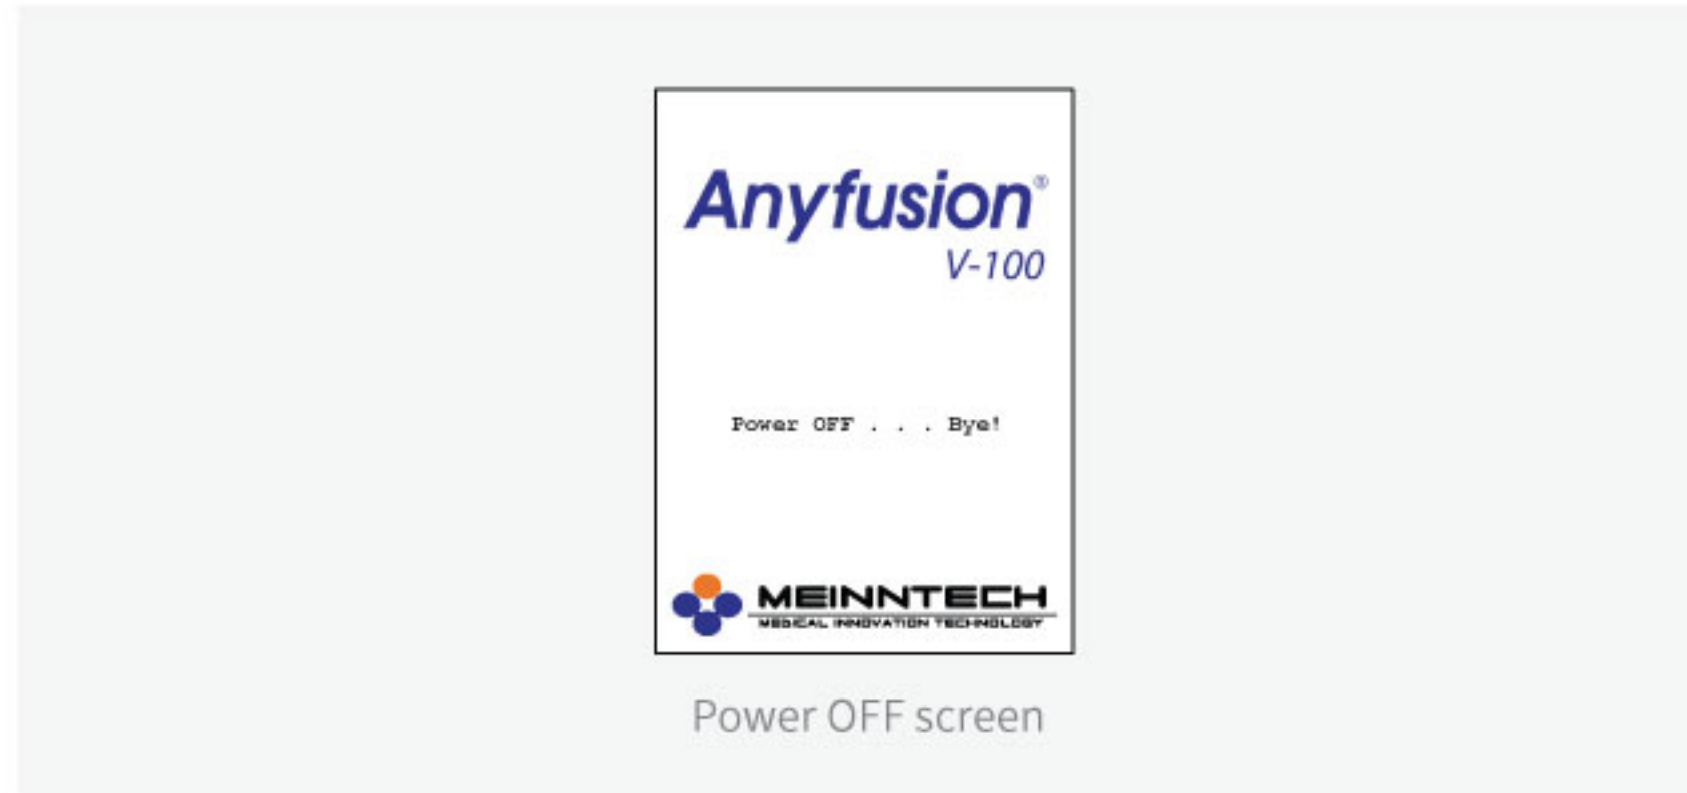 Anyfusion®
V-100
Power OFF . . . Bye!
MEINNTECH
MEDICAL INNOVATION TECHNOLOGY
Power OFF screen